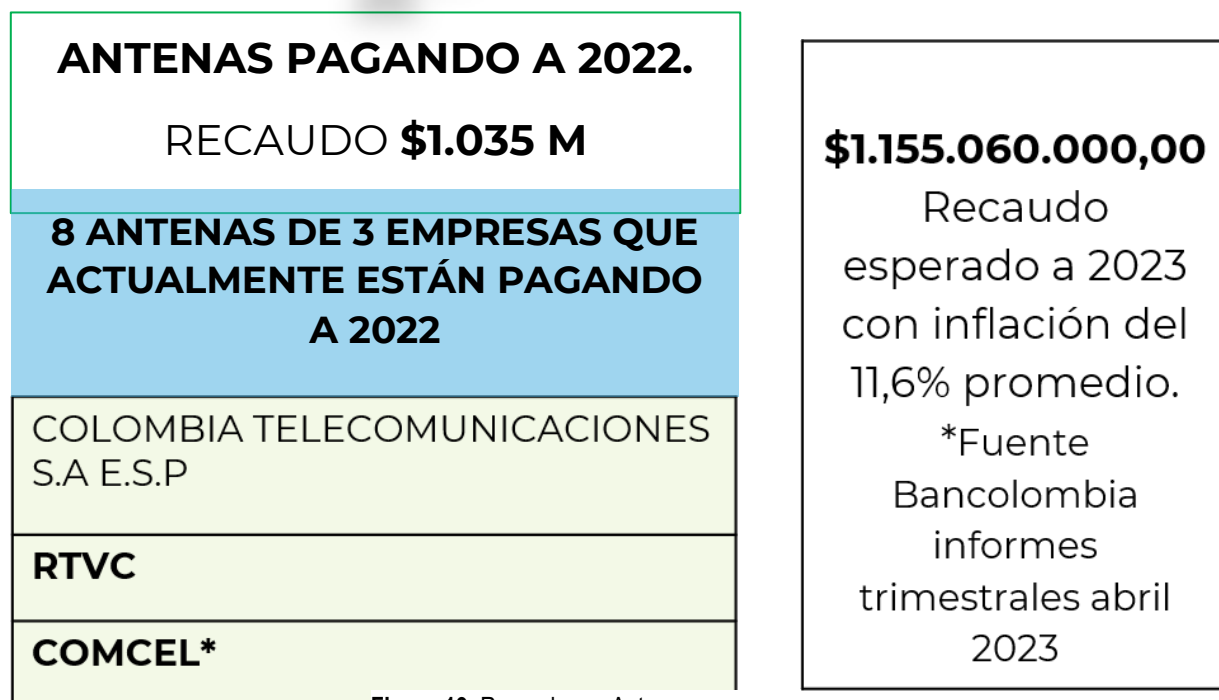 ANTENAS PAGANDO A 2022.
RECAUDO $1.035 M
8 ANTENAS DE 3 EMPRESAS QUE
ACTUALMENTE ESTÁN PAGANDO
A 2022
COLOMBIA TELECOMUNICACIONES
S.A E.S.P
RTVC
COMCEL*
$1.155.060.000,00
Recaudo
esperado a 2023
con inflación del
11,6% promedio.
*Fuente
Bancolombia
informes
trimestrales abril
2023